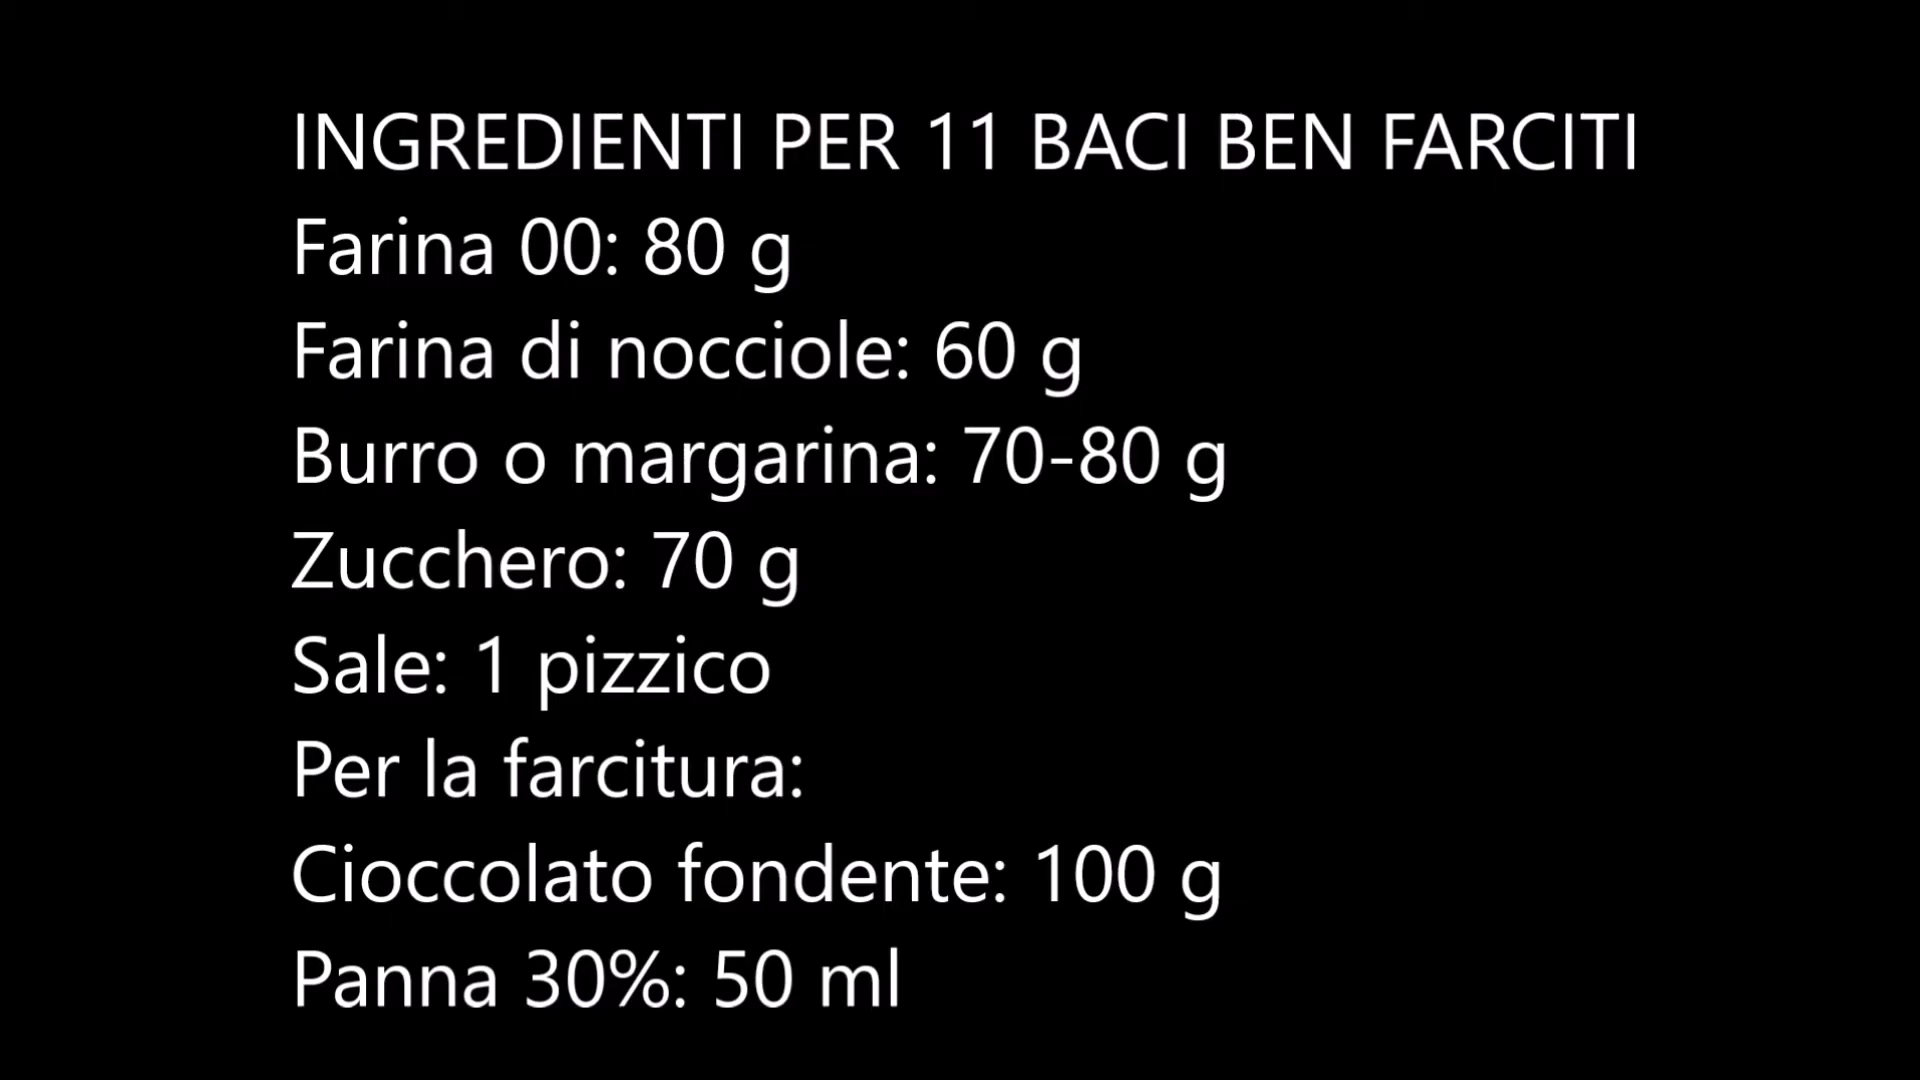 INGREDIENTI PER 11 BACI BEN FARCITI
Farina 00: 80 g
Farina di nocciole: 60 g
Burro o margarina: 70-80 g
Zucchero: 70 g
Sale: 1 pizzico
Per la farcitura:
Cioccolato fondente: 100 g
Panna 30%: 50 ml